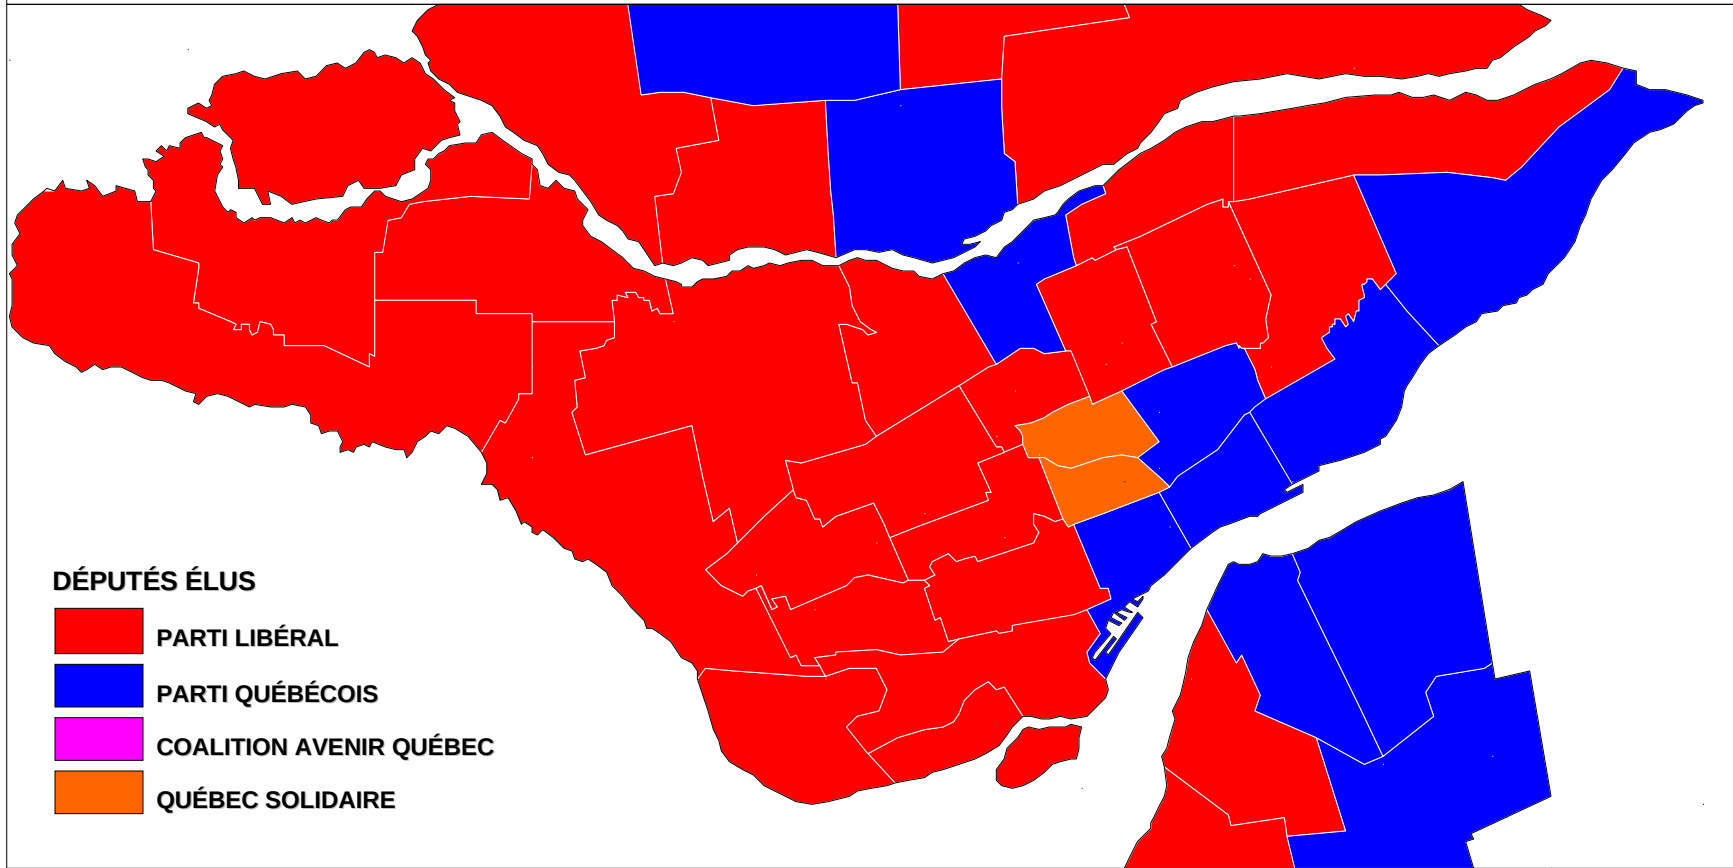 DÉPUTÉS ÉLUS
PARTI LIBÉRAL
PARTI QUÉBÉCOIS
COALITION AVENIR QUÉBEC
QUÉBEC SOLIDAIRE